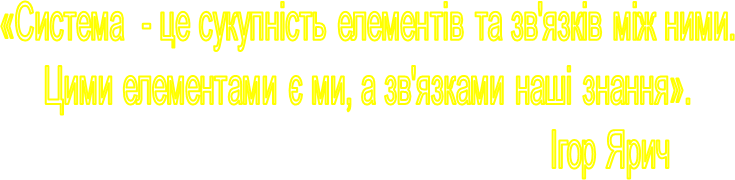 «Система - це сукупність елементів та зв'язків між ними.
Цими елементами є ми, а зв'язками наші знання».
Ігор Ярич